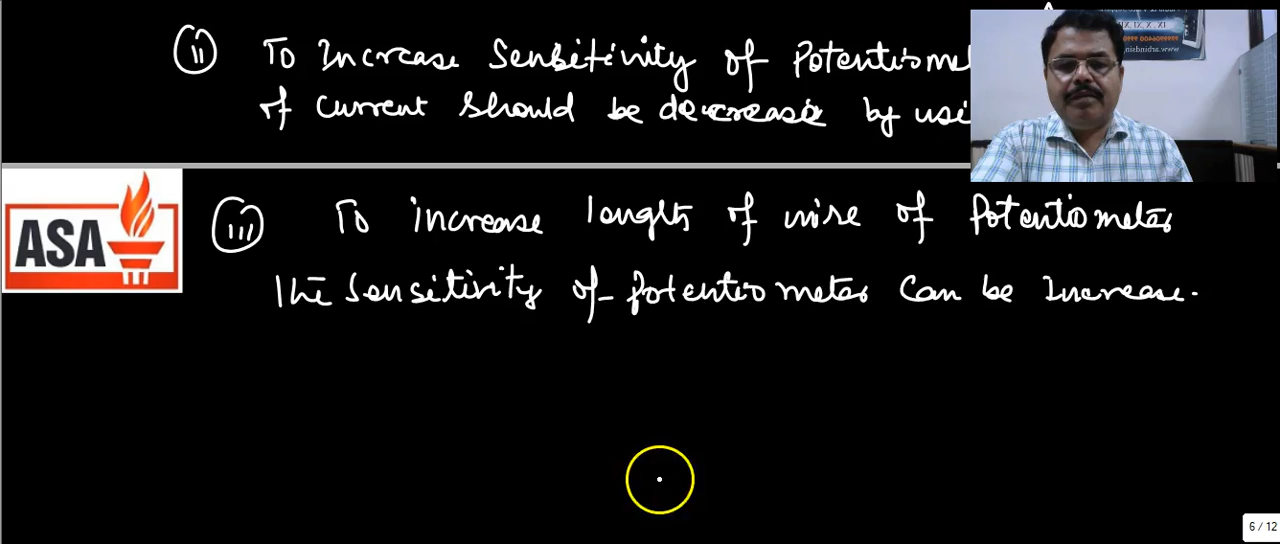 (ii) To Increase Sensitivity of Potentiome
of current should be decrease by usi
ASA
(iii) To increase length of wire of Potentiometer
The Sensitivity of Potentiometer Can be Increase.
6 / 12